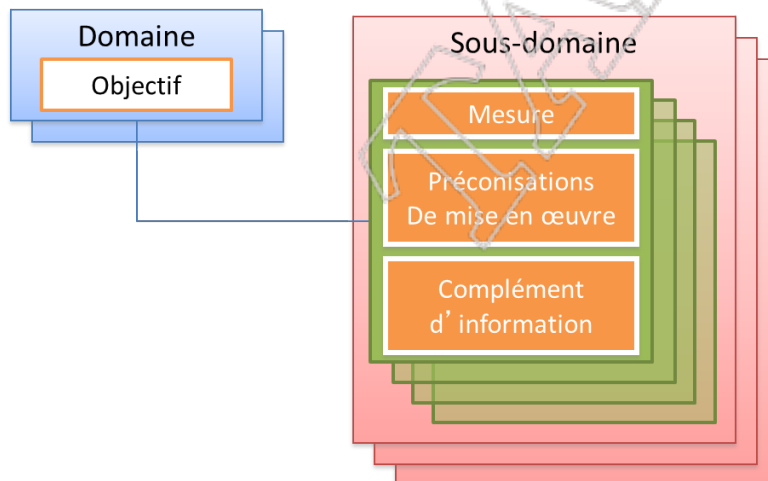 Domaine
Objectif
Sous-domaine
Mesure
Préconisations
De mise en œuvre
Complément
d’ information